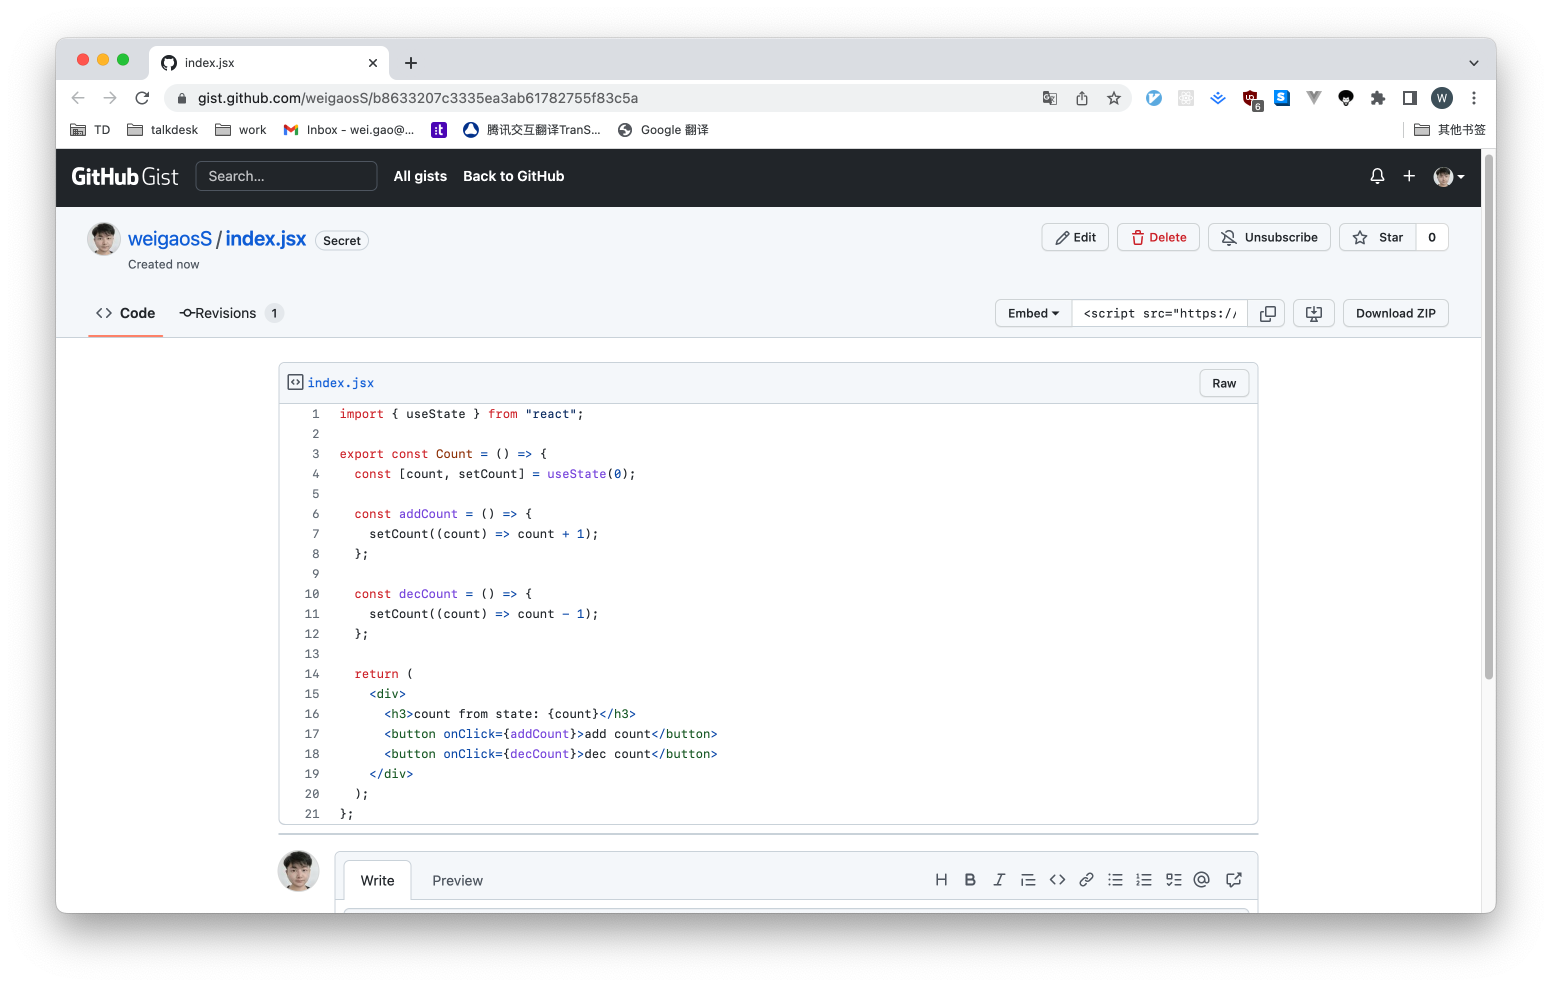 index.jsx
gist.github.com/weigaosS/b8633207c3335ea3ab61782755f83c5a
6
S
W
TD talkdesk work Inbox - wei.gao@... :t 腾讯交互翻译TranS... Google 翻译 其他书签
GitHub Gist Search... All gists Back to GitHub
weigaosS / index.jsx Secret Edit Delete Unsubscribe Star 0
Created now
Code Revisions 1 Embed <script src="https:// Download ZIP
index.jsx Raw
1 import { useState } from "react";
2
3 export const Count = () => {
4 const [count, setCount] = useState(0);
5
6 const addCount = () => {
7 setCount((count) => count + 1);
8 };
9
10 const decCount = () => {
11 setCount((count) => count - 1);
12 };
13
14 return (
15 <div>
16 <h3>count from state: {count}</h3>
17 <button onClick={addCount}>add count</button>
18 <button onClick={decCount}>dec count</button>
19 </div>
20 );
21 };
Write Preview